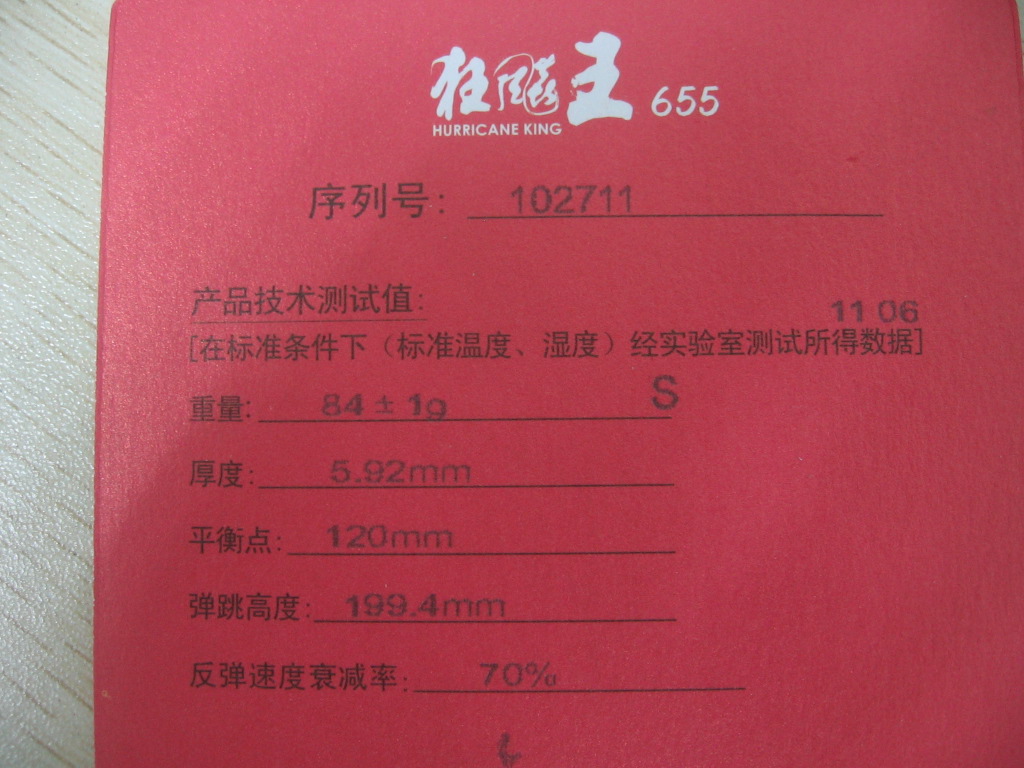 狂飚王 655
HURRICANE KING
序列号： 102711
产品技术测试值：
11 06
[在标准条件下（标准温度、湿度）经实验室测试所得数据]
重量: 84±1g S
厚度: 5.92mm
平衡点: 120mm
弹跳高度: 199.4mm
反弹速度衰减率: 70%